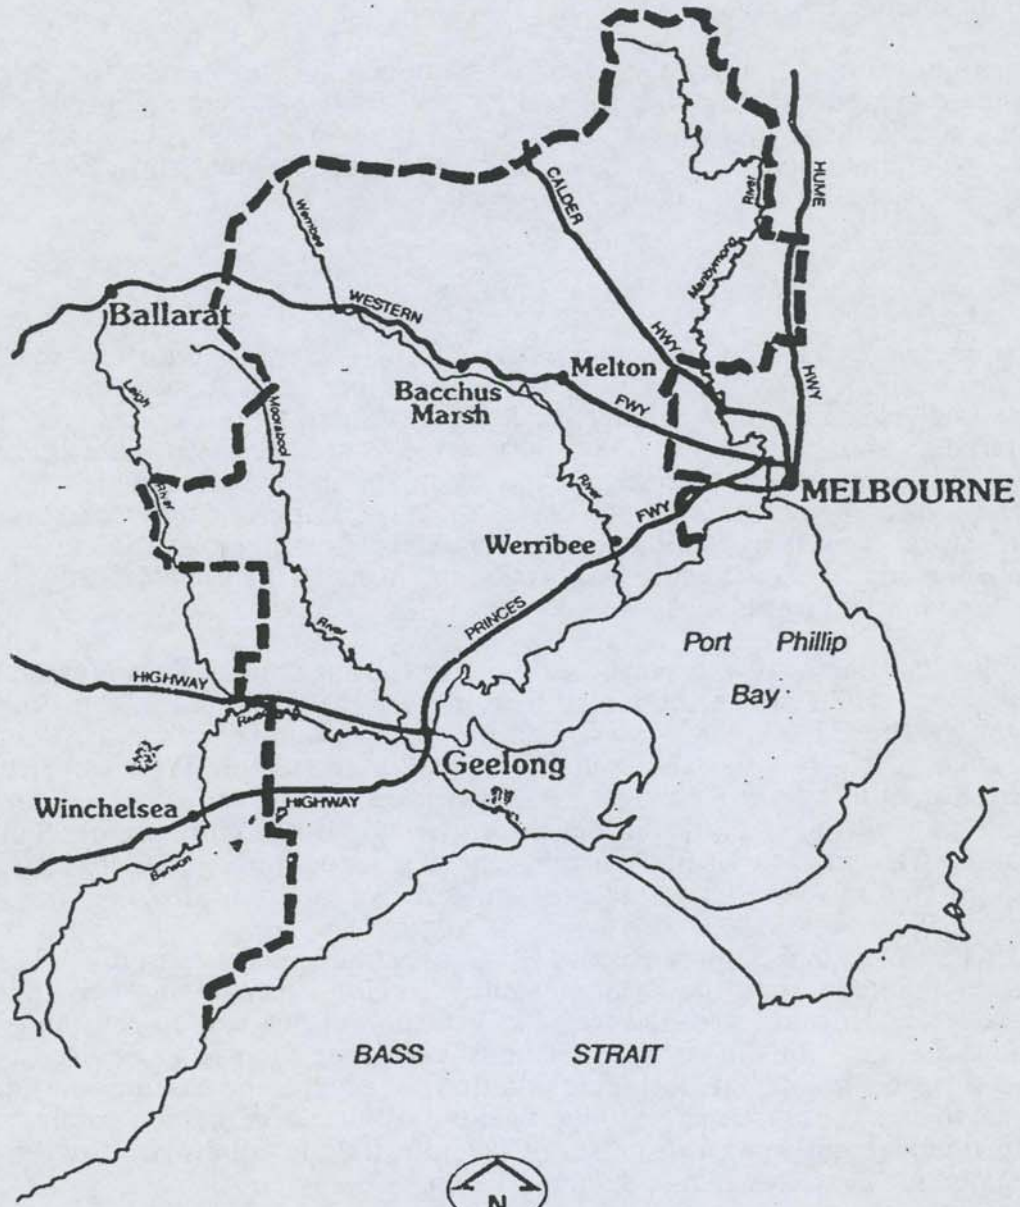 HUME
CALDER
River
Werribee
Maribyrnong
WESTERN
Ballarat
HWY
Melton
HWY
Leigh
Bacchus
Marsh
FWY
Moorabool
River
River
MELBOURNE
FWY
Werribee
PRINCES
River
Port Phillip
Bay
HIGHWAY
River
Geelong
HIGHWAY
Winchelsea
Barwon
BASS STRAIT
N